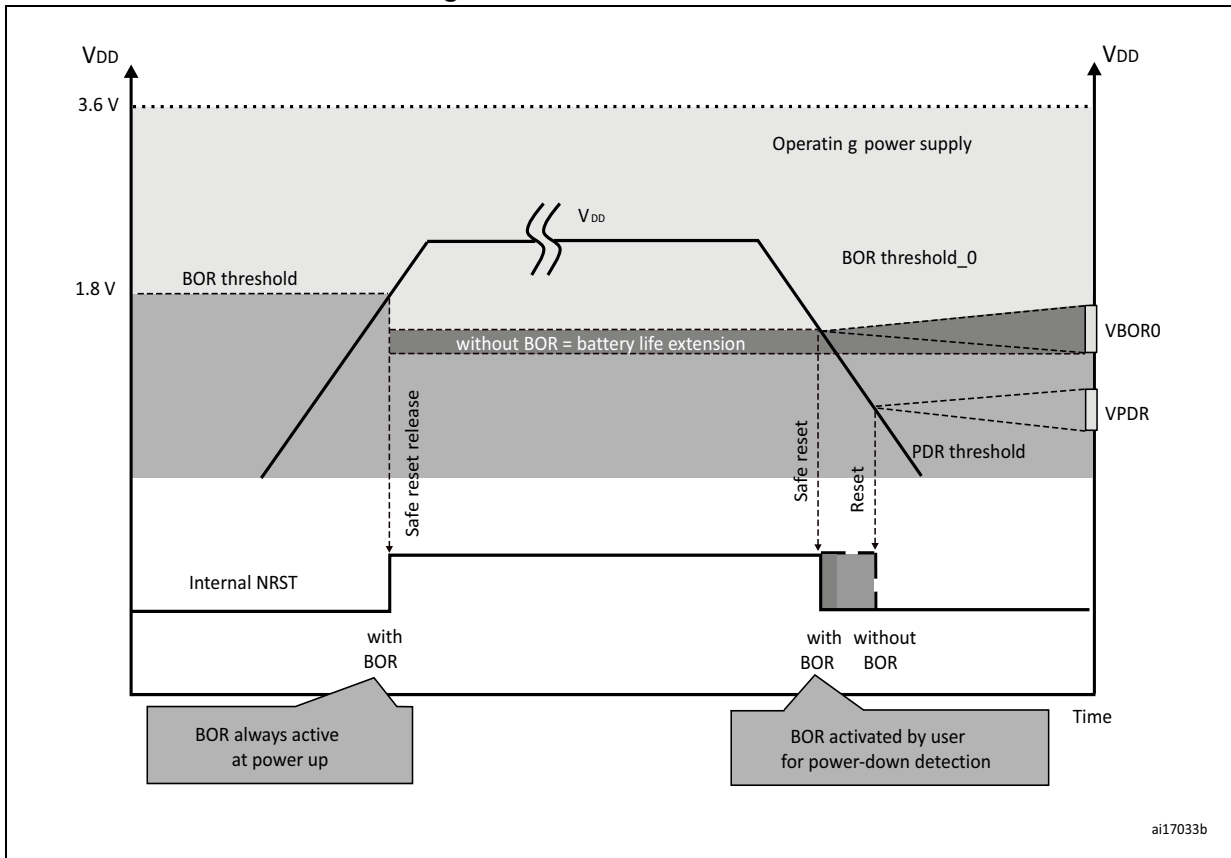 VDD
VDD
3.6 V
Operatin g power supply
VDD
BOR threshold
BOR threshold_0
1.8 V
VBOR0
without BOR = battery life extension
VPDR
Safe reset release
Safe reset
Reset
PDR threshold
Internal NRST
with
BOR
with
BOR
without
BOR
Time
BOR always active
at power up
BOR activated by user
for power-down detection
ai17033b